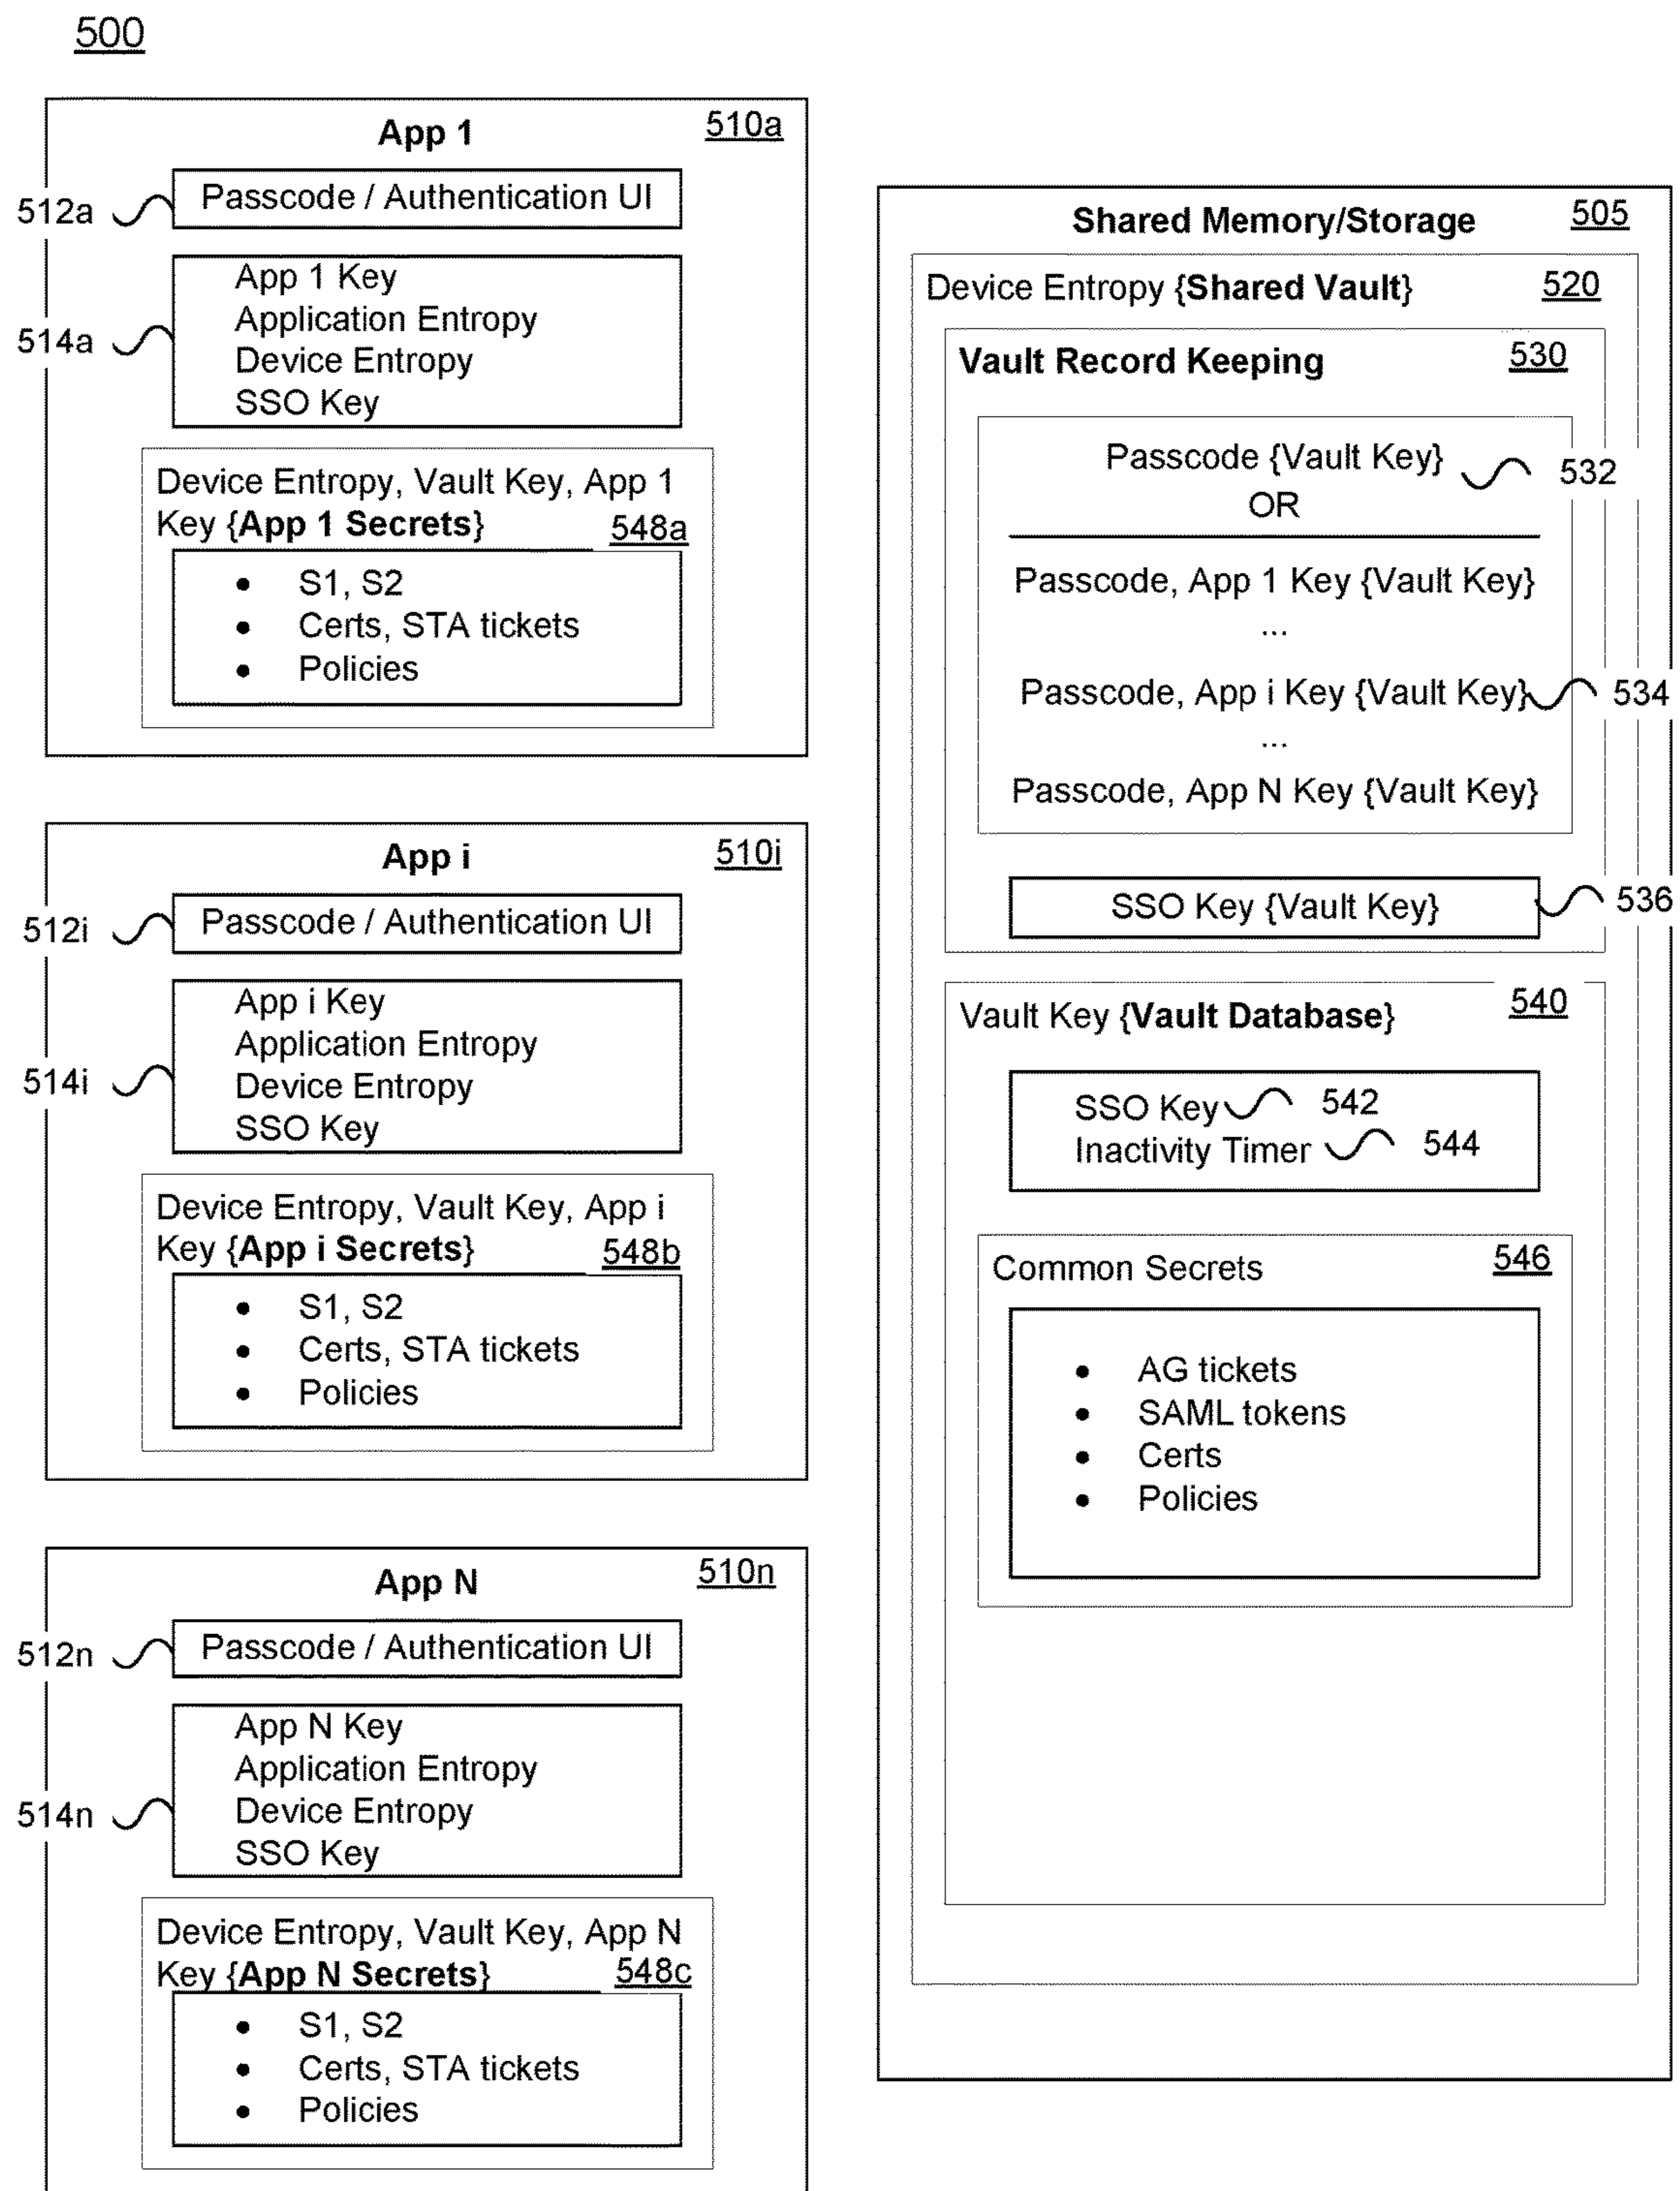 500
App 1
510a
512a
Passcode / Authentication UI
514a
App 1 Key
Application Entropy
Device Entropy
SSO Key
Device Entropy, Vault Key, App 1
Key {App 1 Secrets}
548a
• S1, S2
• Certs, STA tickets
• Policies
App i
510i
512i
Passcode / Authentication UI
514i
App i Key
Application Entropy
Device Entropy
SSO Key
Device Entropy, Vault Key, App i
Key {App i Secrets}
548b
• S1, S2
• Certs, STA tickets
• Policies
App N
510n
512n
Passcode / Authentication UI
514n
App N Key
Application Entropy
Device Entropy
SSO Key
Device Entropy, Vault Key, App N
Key {App N Secrets}
548c
• S1, S2
• Certs, STA tickets
• Policies
Shared Memory/Storage
505
Device Entropy {Shared Vault}
520
Vault Record Keeping
530
Passcode {Vault Key}
532
OR
Passcode, App 1 Key {Vault Key}
...
Passcode, App i Key {Vault Key}
534
...
Passcode, App N Key {Vault Key}
SSO Key {Vault Key}
536
Vault Key {Vault Database}
540
SSO Key
542
Inactivity Timer
544
Common Secrets
546
• AG tickets
• SAML tokens
• Certs
• Policies